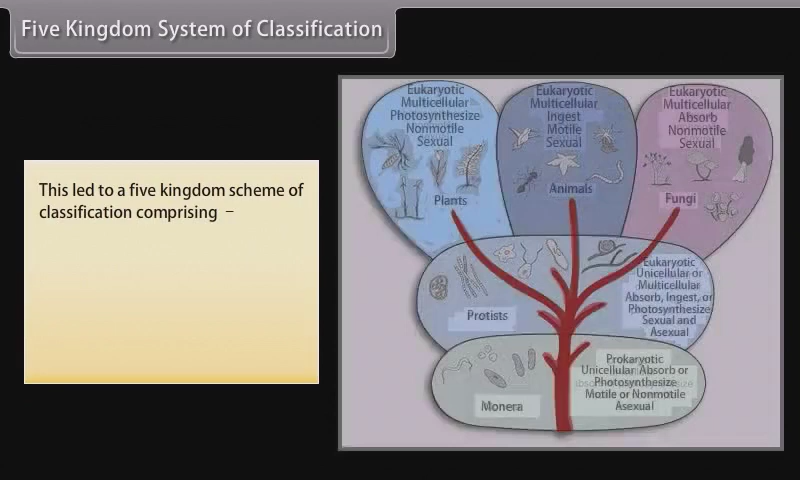 Five Kingdom System of Classification
This led to a five kingdom scheme of
classification comprising –
Eukaryotic
Multicellular
Photosynthesize
Nonmotile
Sexual
Plants
Eukaryotic
Multicellular
Ingest
Motile
Sexual
Animals
Eukaryotic
Multicellular
Absorb
Nonmotile
Sexual
Fungi
Protists
Eukaryotic
Unicellular or
Multicellular
Absorb, Ingest, or
Photosynthesize
Sexual and
Asexual
Monera
Prokaryotic
Unicellular Absorb or
Photosynthesize
Motile or Nonmotile
Asexual